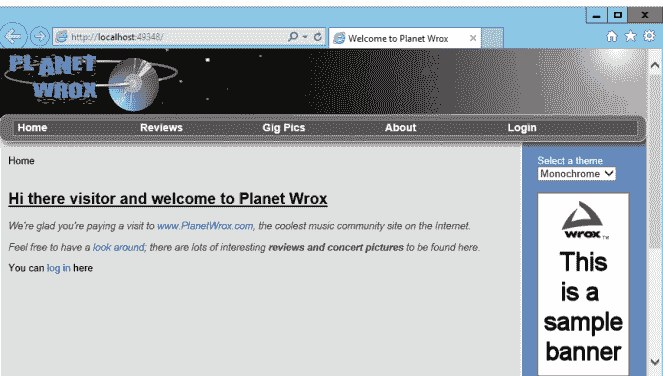 http://localhost:49348/
Welcome to Planet Wrox
PLANET
WROX
Home Reviews Gig Pics About Login
Home
Select a theme
Monochrome
Hi there visitor and welcome to Planet Wrox
We're glad you're paying a visit to www.PlanetWrox.com, the coolest music community site on the Internet.
Feel free to have a look around; there are lots of interesting reviews and concert pictures to be found here.
You can log in here
wrox™
This
is a
sample
banner